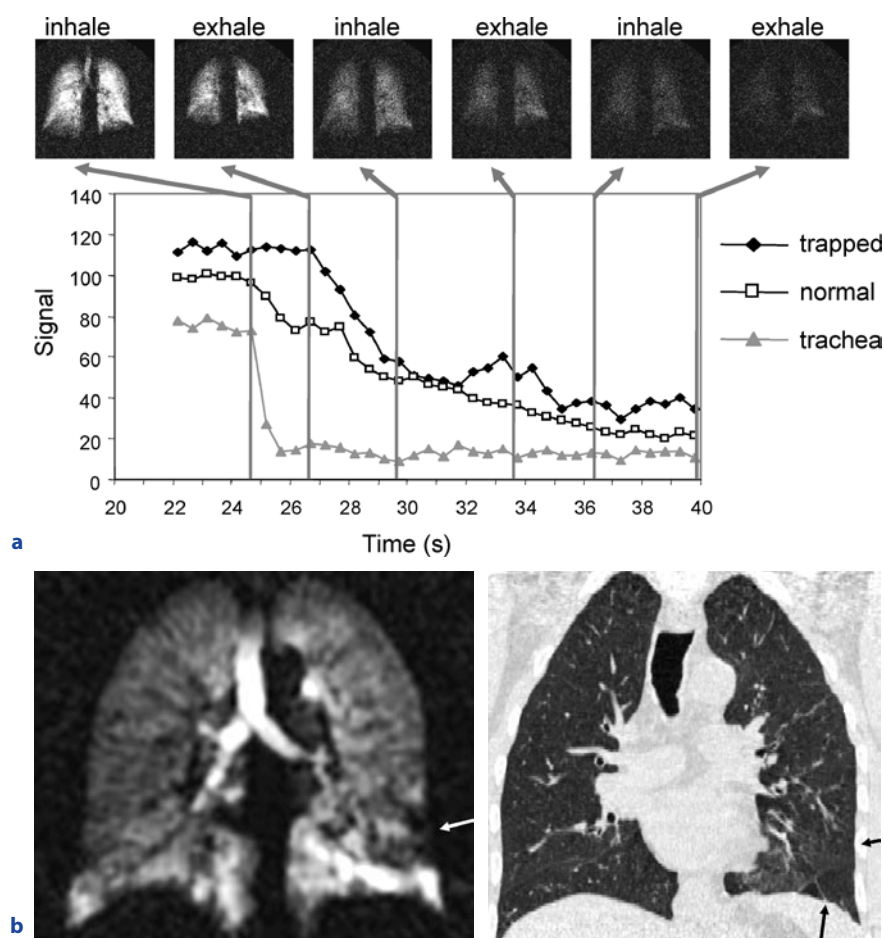 inhale exhale inhale exhale inhale exhale
140
120
100
80
60
40
20
0
Signal
20 22 24 26 28 30 32 34 36 38 40
Time (s)
trapped
normal
trachea
a
b